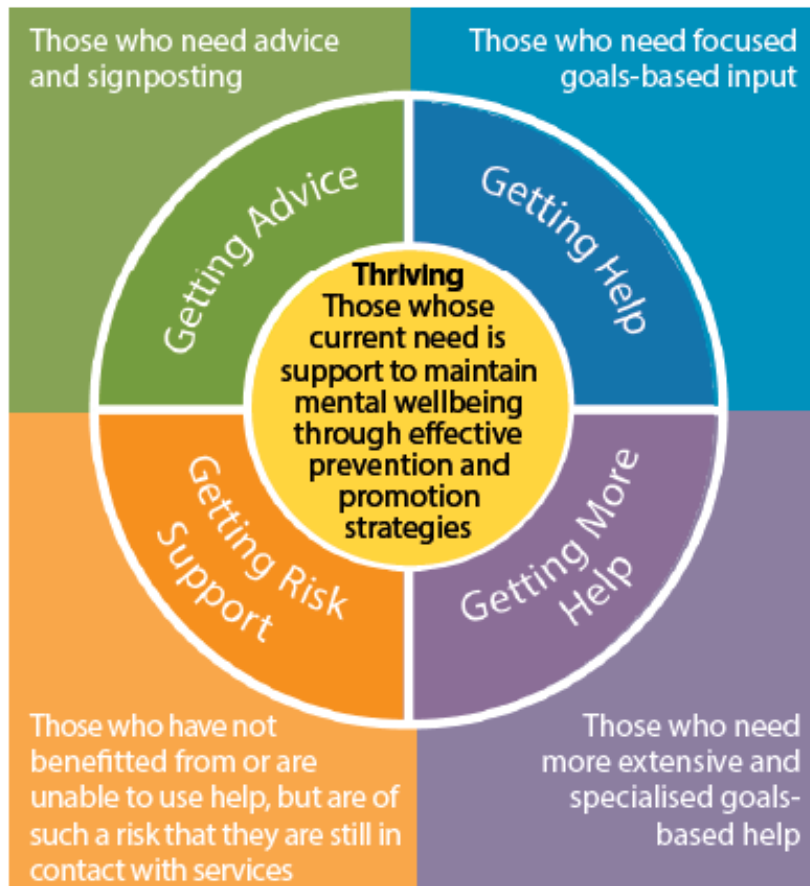 Those who need advice
and signposting
Those who need focused
goals-based input
Getting Advice
Getting Help
Thriving
Those whose
current need is
support to maintain
mental wellbeing
through effective
prevention and
promotion
strategies
Getting Risk
Support
Getting More
Help
Those who have not
benefitted from or are
unable to use help, but are of
such a risk that they are still in
contact with services
Those who need
more extensive and
specialised goals-
based help